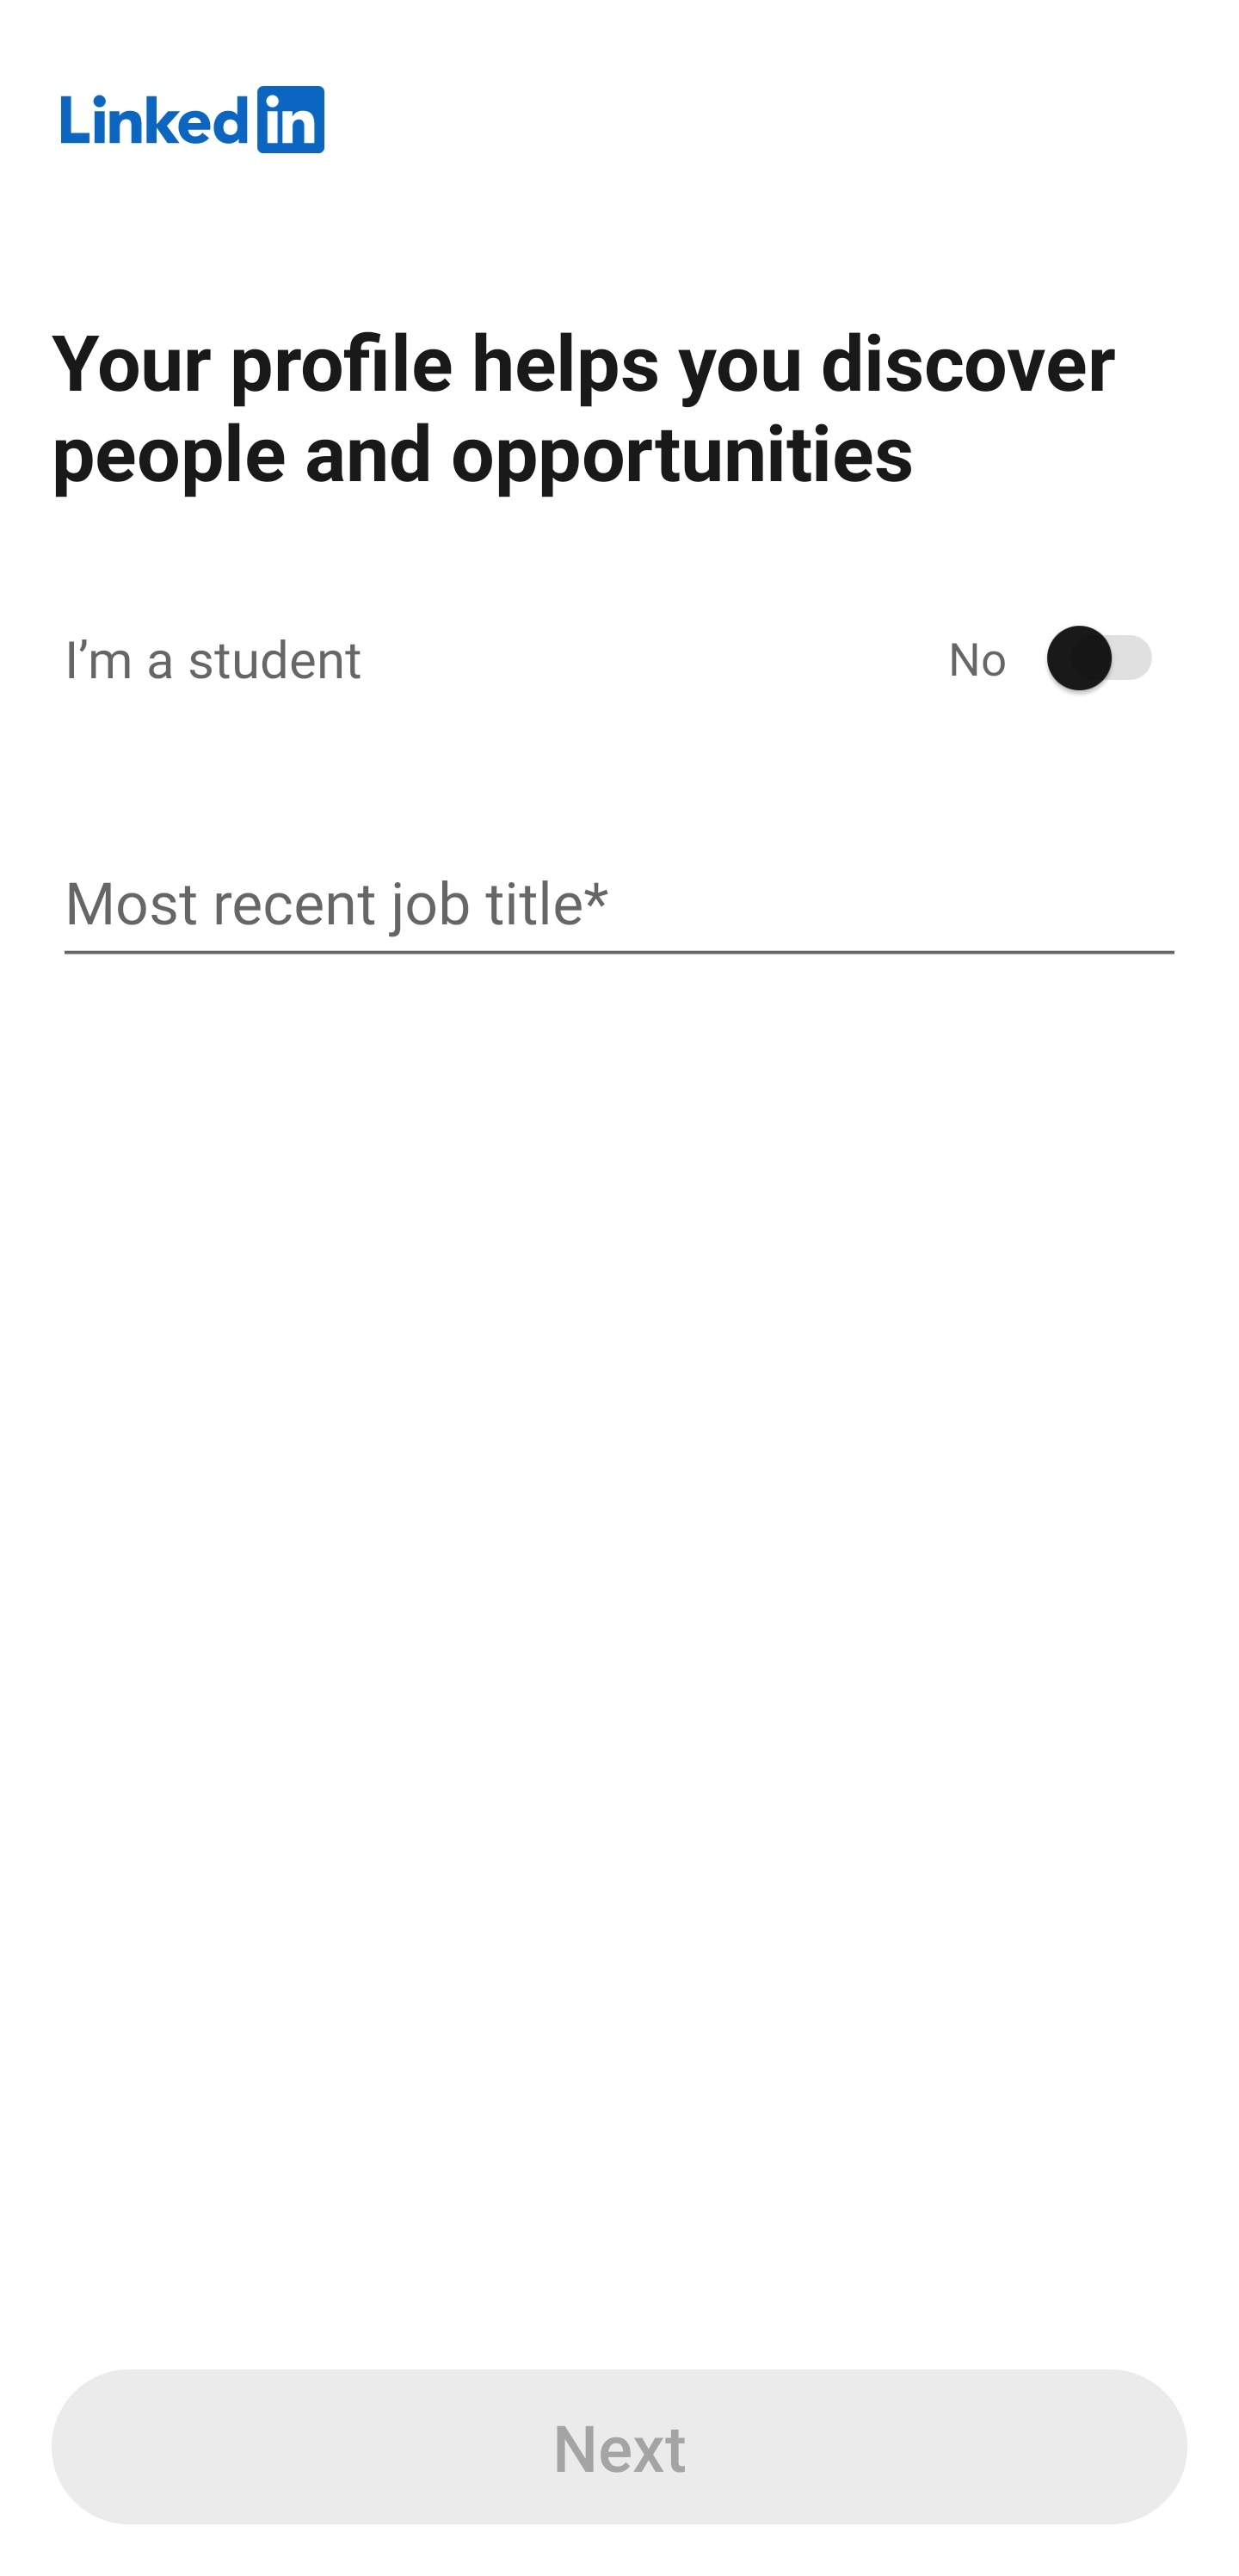 Linkedin
Your profile helps you discover
people and opportunities
I’m a student
No
Most recent job title*
Next